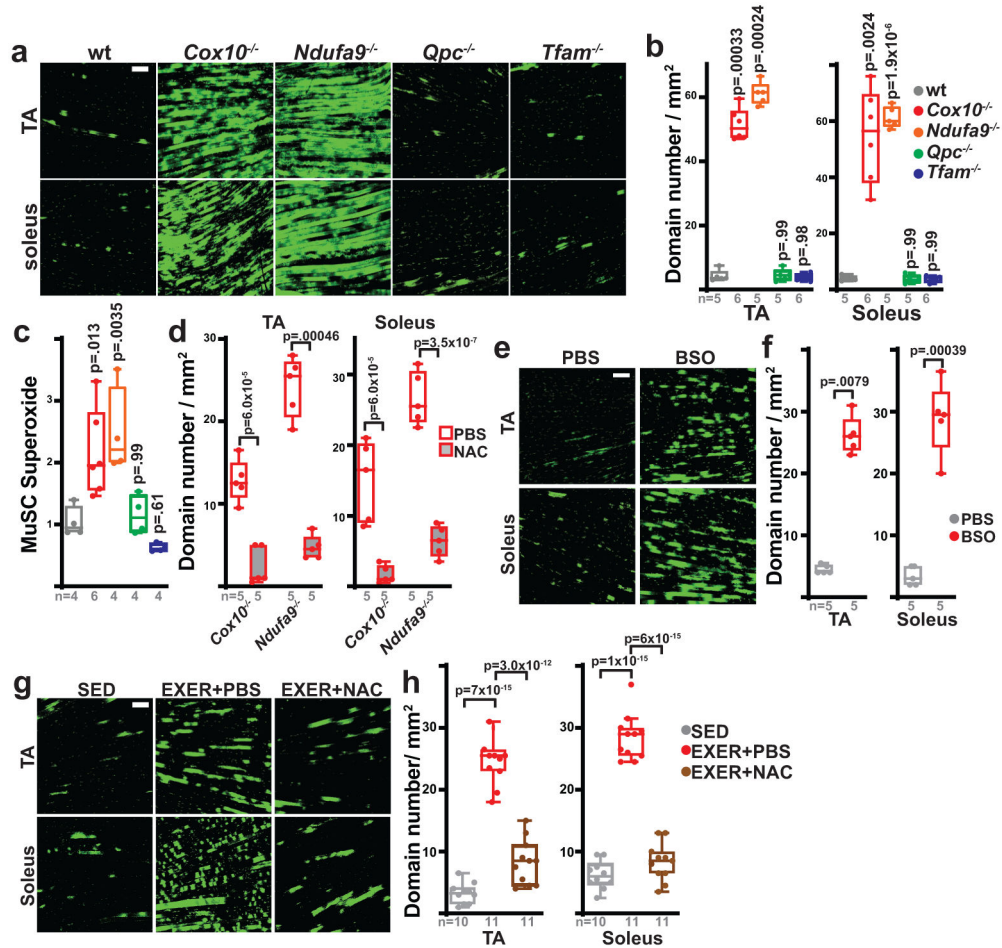 a
wt Cox10-/- Ndufa9-/- Qpc-/- Tfam-/-
TA
soleus
b
Domain number / mm2
60
40
20
p=.00033
p=.00024
p=.99
p=.98
n=5 6 5 5 6
TA
80
60
40
20
p=.0024
p=1.9x10-6
p=.99
p=.99
5 6 5 5 6
Soleus
wt
Cox10-/-
Ndufa9-/-
Qpc-/-
Tfam-/-
c
MuSC Superoxide
3
2
1
p=.013
p=.0035
p=.99
p=.61
n=4 6 4 4 4
d
TA Soleus
Domain number / mm2
30
20
10
p=6.0x10-5
p=.00046
p=6.0x10-5
p=3.5x10-7
PBS
NAC
5 5 5 5
5 5 5 5
Cox10-/- Ndufa9-/- Cox10-/- Ndufa9-/-
e
PBS BSO
TA
Soleus
f
Domain number / mm2
40
30
20
10
p=.0079
p=.00039
PBS
BSO
n=5 5
5 5
TA Soleus
g
SED EXER+PBS EXER+NAC
TA
Soleus
h
Domain number/ mm2
40
30
20
10
p=7x10-15
p=3.0x10-12
p=1x10-15
p=6x10-15
SED
EXER+PBS
EXER+NAC
n=10 11 11
n=10 11 11
TA Soleus